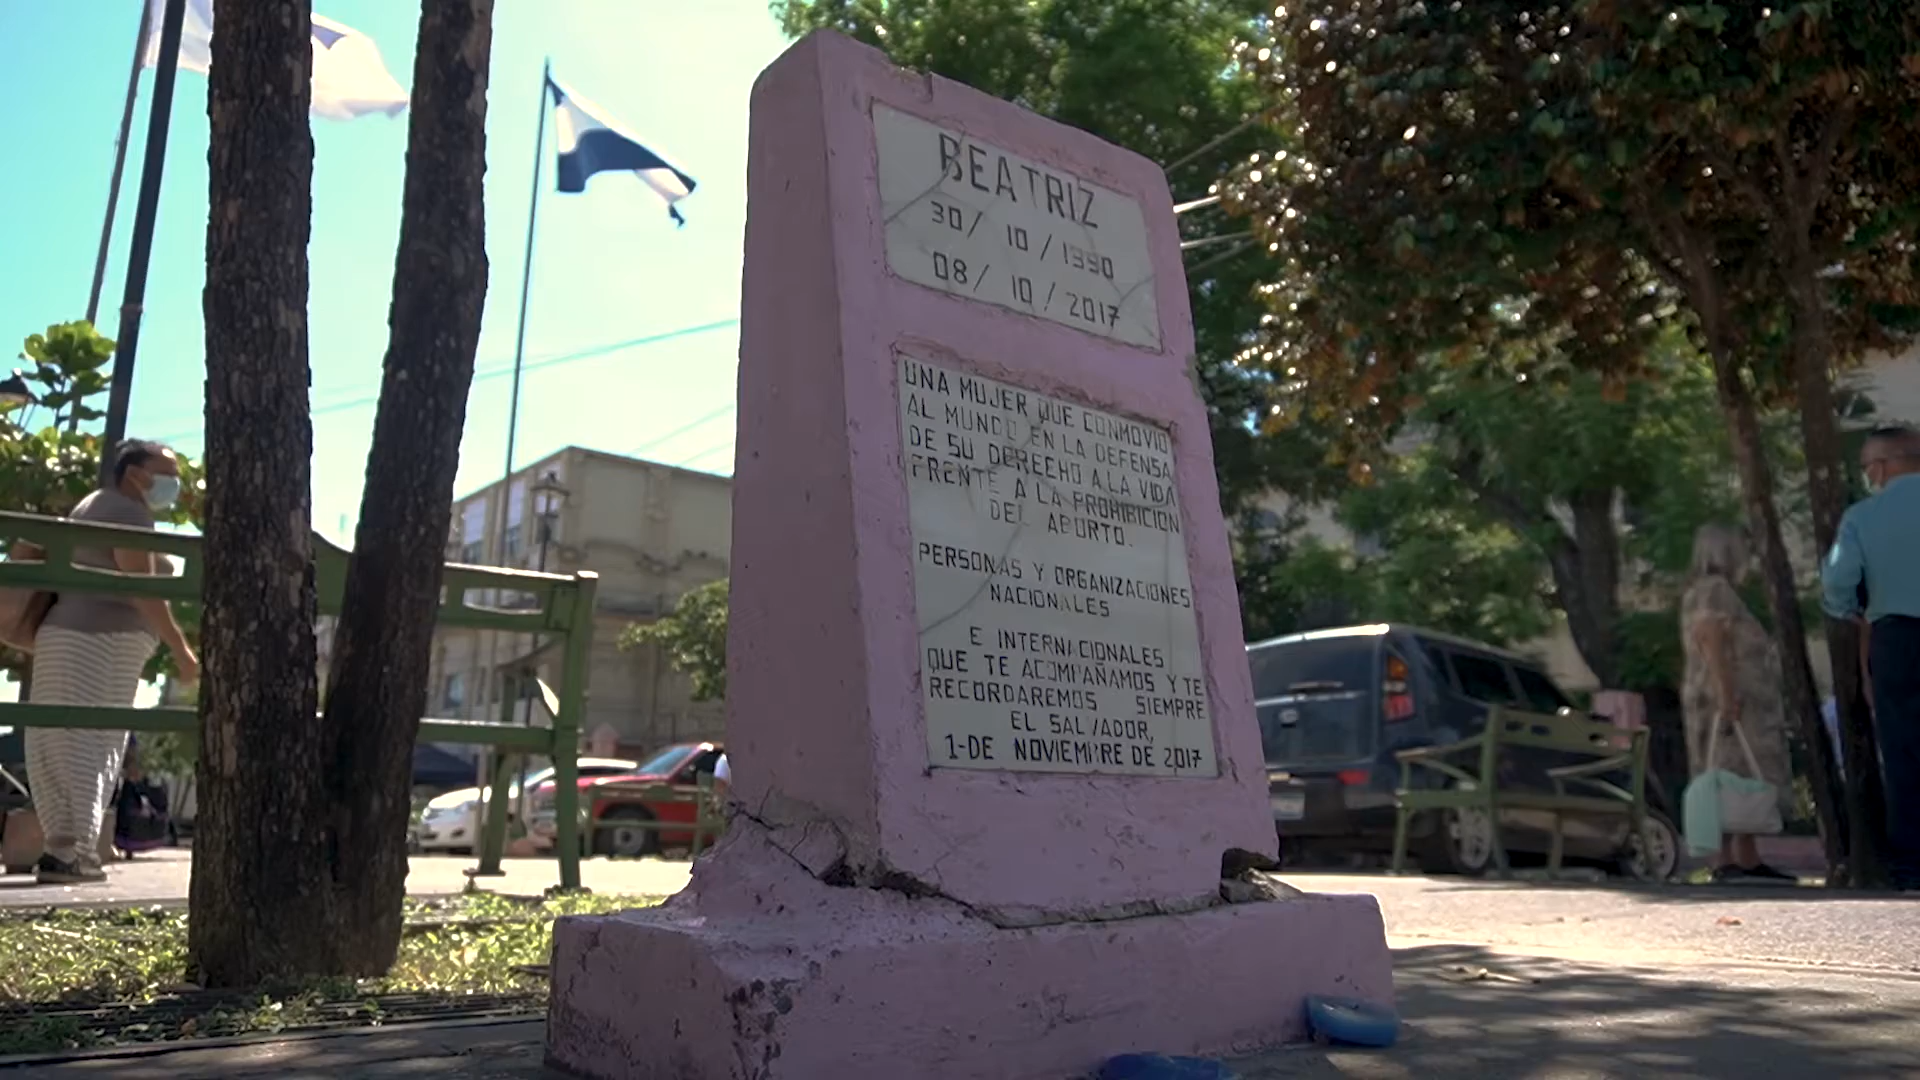 BEATRIZ
30/ 10 /1990
08/ 10 /2017
UNA MUJER QUE CONMOVIO
AL MUNDO EN LA DEFENSA
DE SU DERECHO A LA VIDA
FRENTE A LA PROHIBICION
DEL ABORTO.
PERSONAS Y ORGANIZACIONES
NACIONALES
E INTERNACIONALES
QUE TE ACOMPAÑAMOS Y TE
RECORDAREMOS SIEMPRE
EL SALVADOR,
1-DE NOVIEMBRE DE 2017